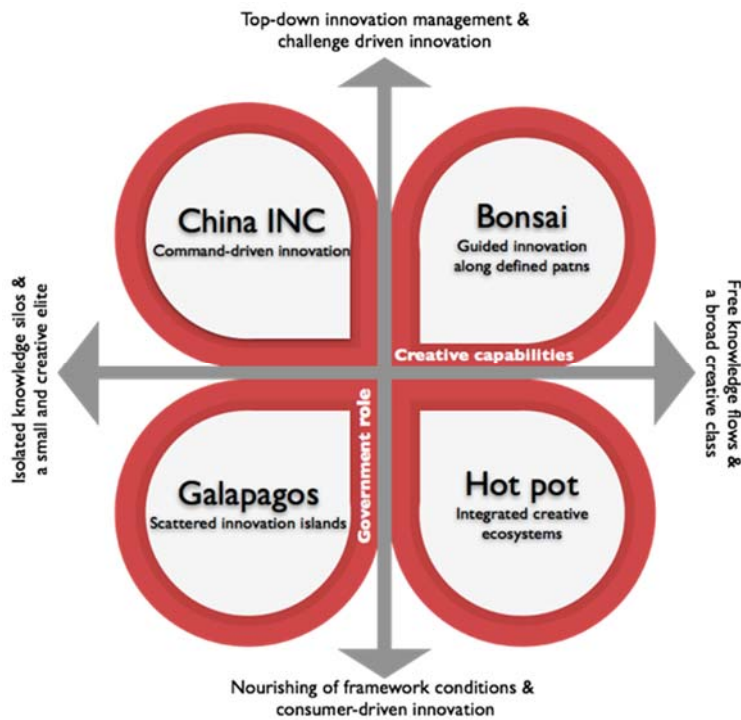 Top-down innovation management &
challenge driven innovation
China INC
Command-driven innovation
Bonsai
Guided innovation
along defined patns
Isolated knowledge silos &
a small and creative elite
Creative capabilities
Government role
Free knowledge flows &
a broad creative class
Galapagos
Scattered innovation islands
Hot pot
Integrated creative
ecosystems
Nourishing of framework conditions &
consumer-driven innovation